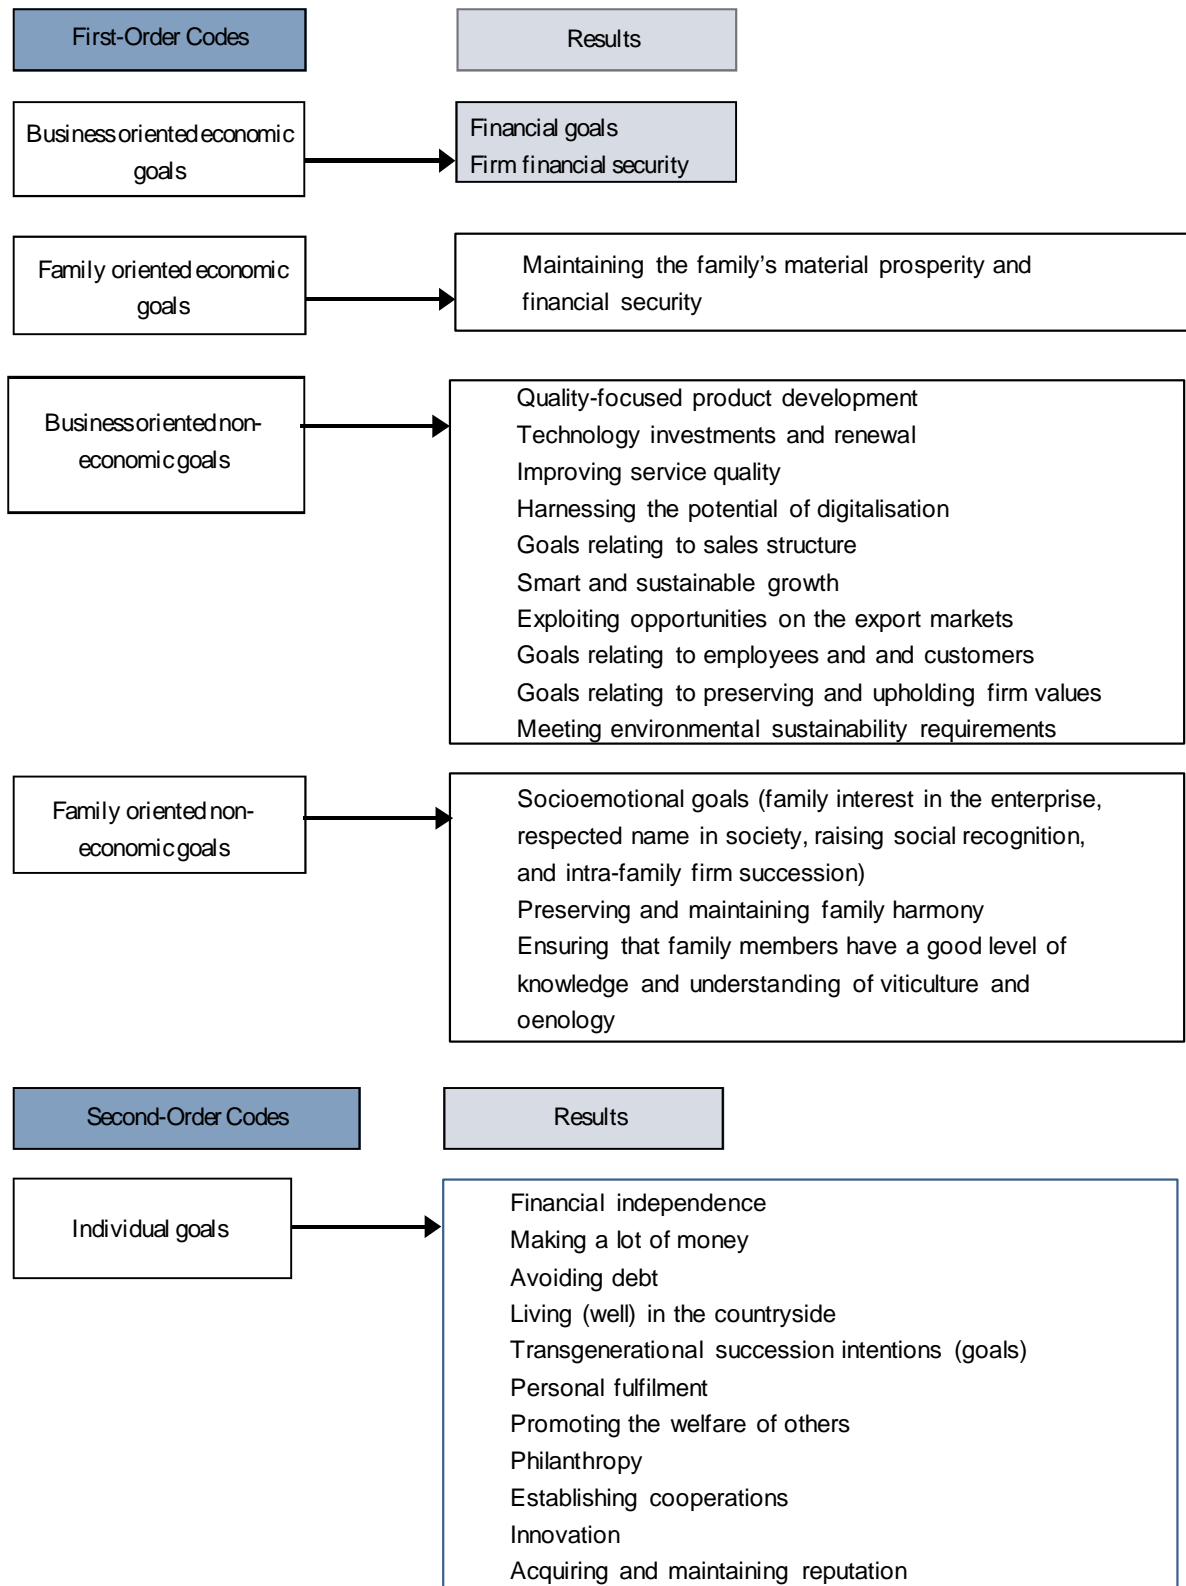 First-Order Codes
Results
Business oriented economic
goals
Financial goals
Firm financial security
Family oriented economic
goals
Maintaining the family’s material prosperity and
financial security
Business oriented non-
economic goals
Quality-focused product development
Technology investments and renewal
Improving service quality
Harnessing the potential of digitalisation
Goals relating to sales structure
Smart and sustainable growth
Exploiting opportunities on the export markets
Goals relating to employees and and customers
Goals relating to preserving and upholding firm values
Meeting environmental sustainability requirements
Family oriented non-
economic goals
Socioemotional goals (family interest in the enterprise,
respected name in society, raising social recognition,
and intra-family firm succession)
Preserving and maintaining family harmony
Ensuring that family members have a good level of
knowledge and understanding of viticulture and
oenology
Second-Order Codes
Results
Individual goals
Financial independence
Making a lot of money
Avoiding debt
Living (well) in the countryside
Transgenerational succession intentions (goals)
Personal fulfilment
Promoting the welfare of others
Philanthropy
Establishing cooperations
Innovation
Acquiring and maintaining reputation